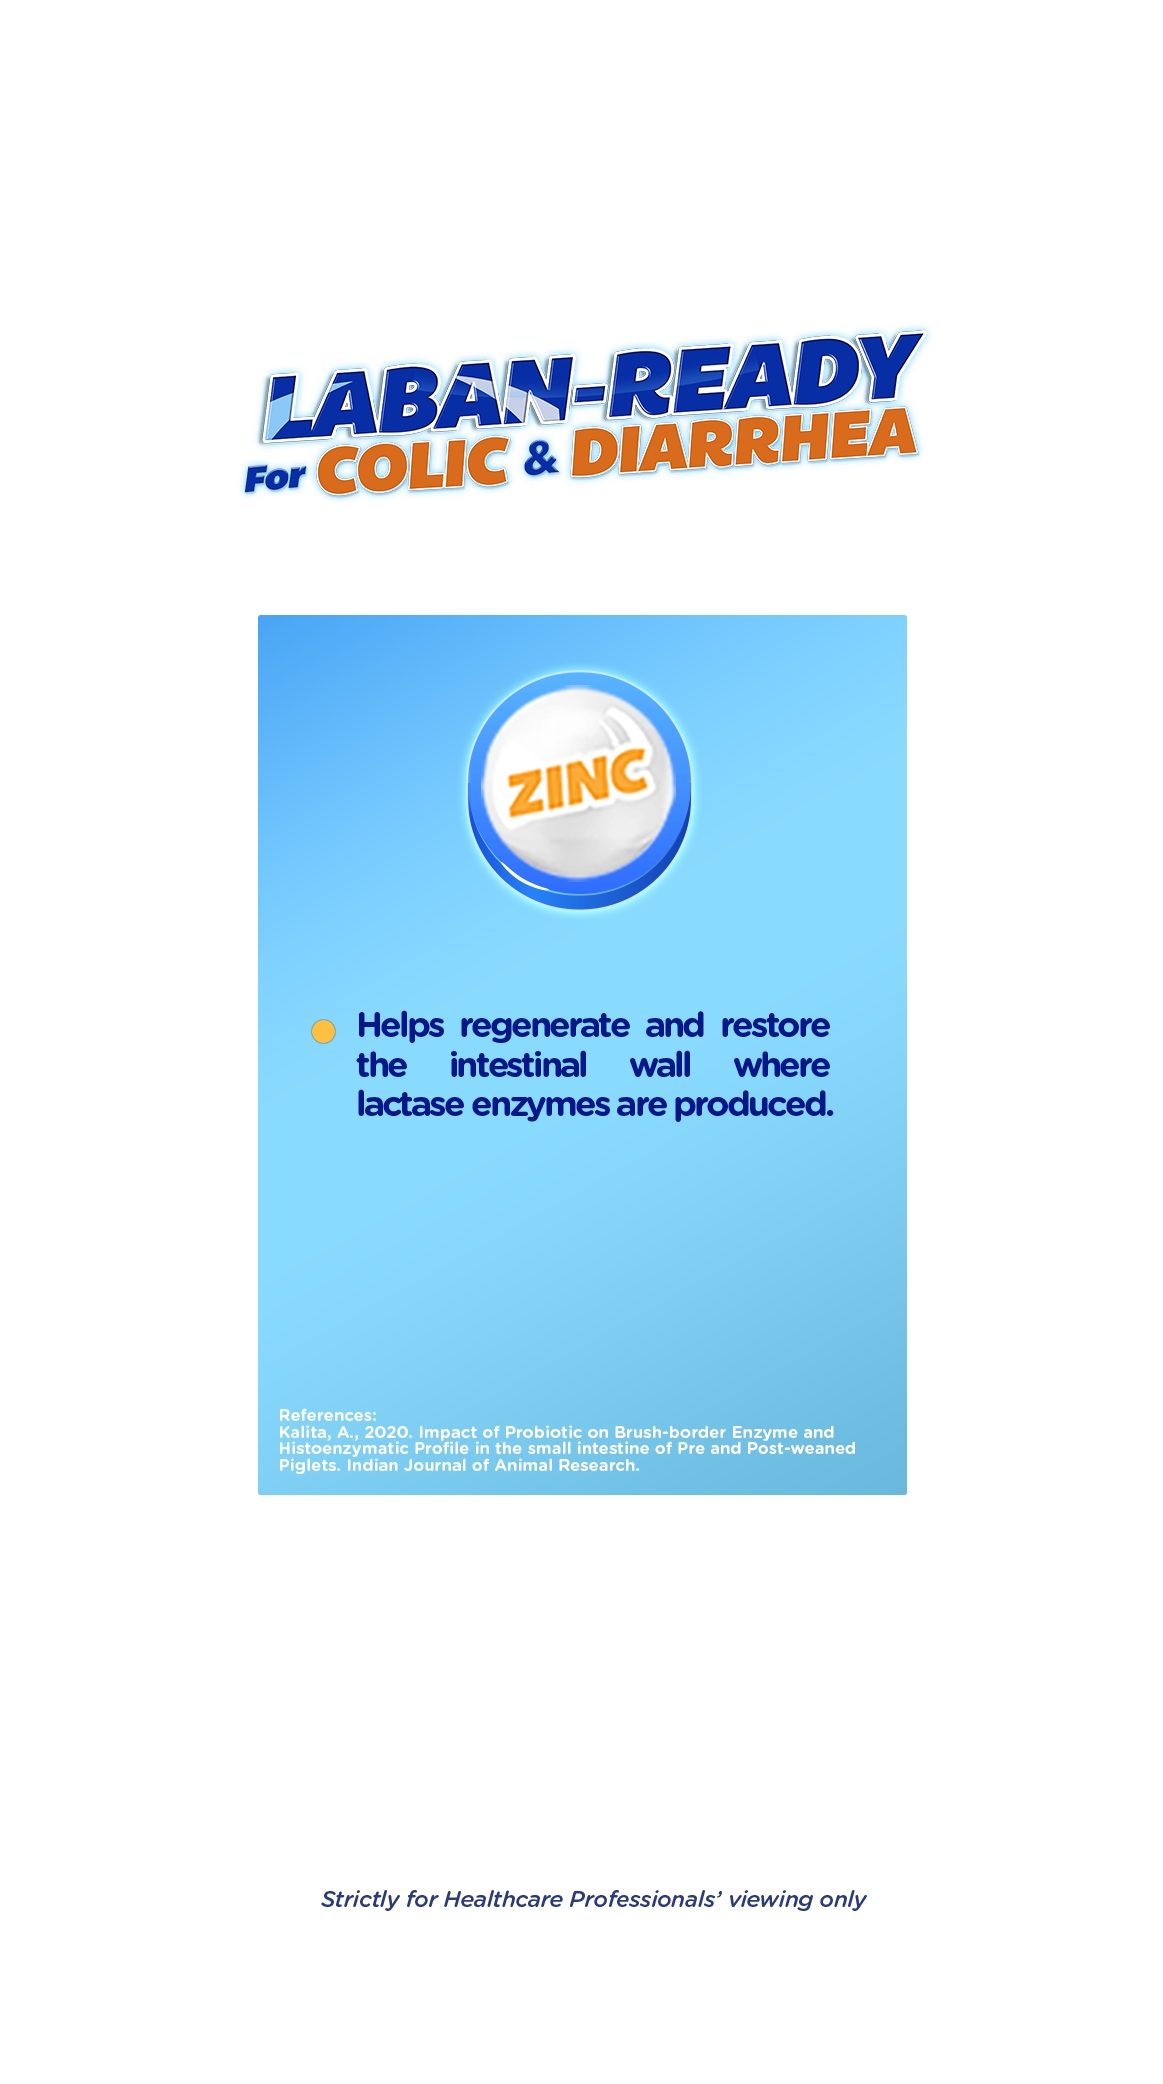 LABAN-READY
For COLIC & DIARRHEA
ZINC
Helps regenerate and restore
the intestinal wall where
lactase enzymes are produced.
References:
Kalita, A., 2020. Impact of Probiotic on Brush-border Enzyme and
Histoenzymatic Profile in the small intestine of Pre and Post-weaned
Piglets. Indian Journal of Animal Research.
Strictly for Healthcare Professionals’ viewing only